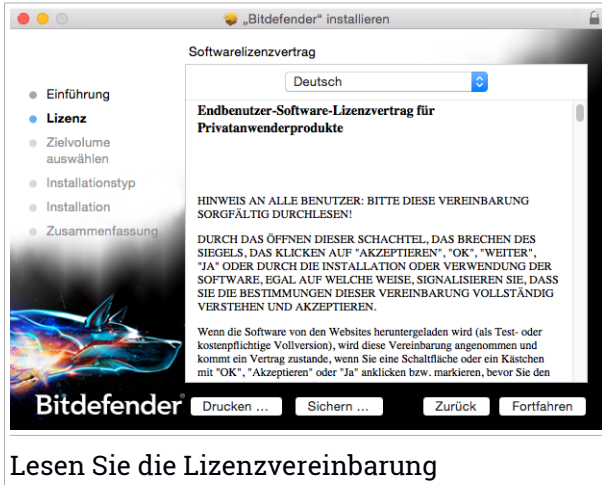 „Bitdefender“ installieren
Softwarelizenzvertrag
Deutsch
Einführung
Lizenz
Zielvolume
auswählen
Installationstyp
Installation
Zusammenfassung
Endbenutzer-Software-Lizenzvertrag für
Privatanwenderprodukte
HINWEIS AN ALLE BENUTZER: BITTE DIESE VEREINBARUNG
SORGFÄLTIG DURCHLESEN!
DURCH DAS ÖFFNEN DIESER SCHACHTEL, DAS BRECHEN DES
SIEGELS, DAS KLICKEN AUF "AKZEPTIEREN", "OK", "WEITER",
"JA" ODER DURCH DIE INSTALLATION ODER VERWENDUNG DER
SOFTWARE, EGAL AUF WELCHE WEISE, SIGNALISIEREN SIE, DASS
SIE DIE BESTIMMUNGEN DIESER VEREINBARUNG VOLLSTÄNDIG
VERSTEHEN UND AKZEPTIEREN.
Wenn die Software von den Websites heruntergeladen wird (als Test- oder
kostenpflichtige Vollversion), wird diese Vereinbarung angenommen und
kommt ein Vertrag zustande, wenn Sie eine Schaltfläche oder ein Kästchen
mit "OK", "Akzeptieren" oder "Ja" anklicken bzw. markieren, bevor Sie den
Bitdefender
Drucken ...
Sichern ...
Zurück
Fortfahren
Lesen Sie die Lizenzvereinbarung